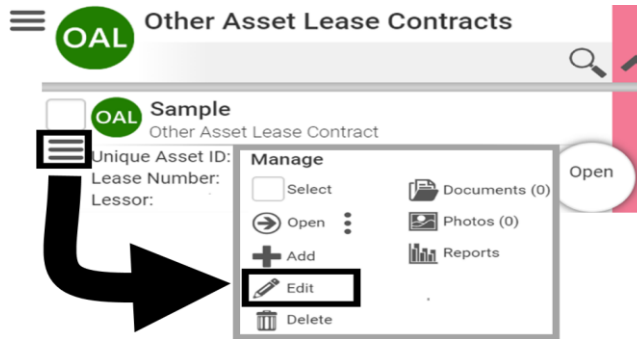 OAL Other Asset Lease Contracts
OAL Sample
Other Asset Lease Contract
Unique Asset ID:
Lease Number:
Lessor:
Open
Manage
Select
Documents (0)
Open
Photos (0)
Add
Reports
Edit
Delete